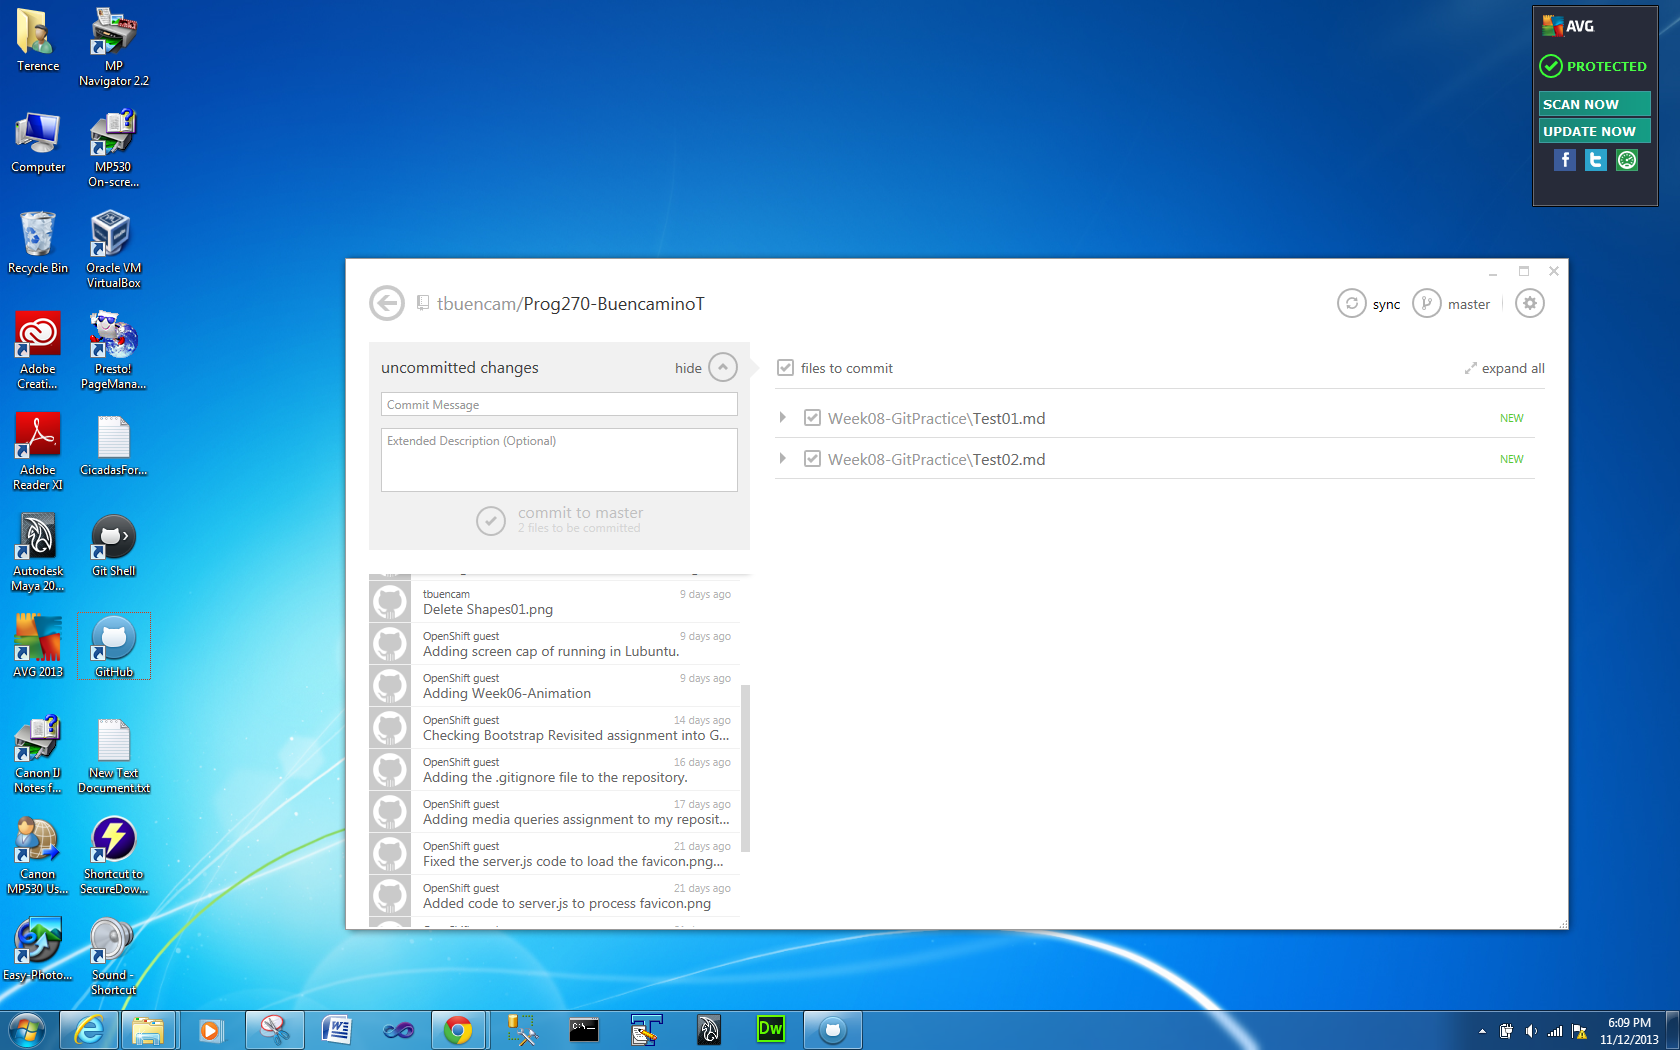 Terence
MP
Navigator 2.2
Computer
MP530
On-scre...
Recycle Bin
Oracle VM
VirtualBox
Adobe
Creati...
Presto!
PageMana...
Adobe
Reader XI
CicadasFor...
Autodesk
Maya 20...
Git Shell
AVG 2013
GitHub
Canon IJ
Notes f...
New Text
Document.txt
Canon
MP530 Us...
Shortcut to
SecureDow...
Easy-Photo...
Sound -
Shortcut
AVG
PROTECTED
SCAN NOW
UPDATE NOW
tbuencam/Prog270-BuencaminoT
sync
master
uncommitted changes
hide
Commit Message
Extended Description (Optional)
commit to master
2 files to be committed
files to commit
expand all
Week08-GitPractice\Test01.md
NEW
Week08-GitPractice\Test02.md
NEW
tbuencam
9 days ago
Delete Shapes01.png
OpenShift guest
9 days ago
Adding screen cap of running in Lubuntu.
OpenShift guest
9 days ago
Adding Week06-Animation
OpenShift guest
14 days ago
Checking Bootstrap Revisited assignment into G...
OpenShift guest
16 days ago
Adding the .gitignore file to the repository.
OpenShift guest
17 days ago
Adding media queries assignment to my reposit...
OpenShift guest
21 days ago
Fixed the server.js code to load the favicon.png...
OpenShift guest
21 days ago
Added code to server.js to process favicon.png
C:\_
Dw
6:09 PM
11/12/2013